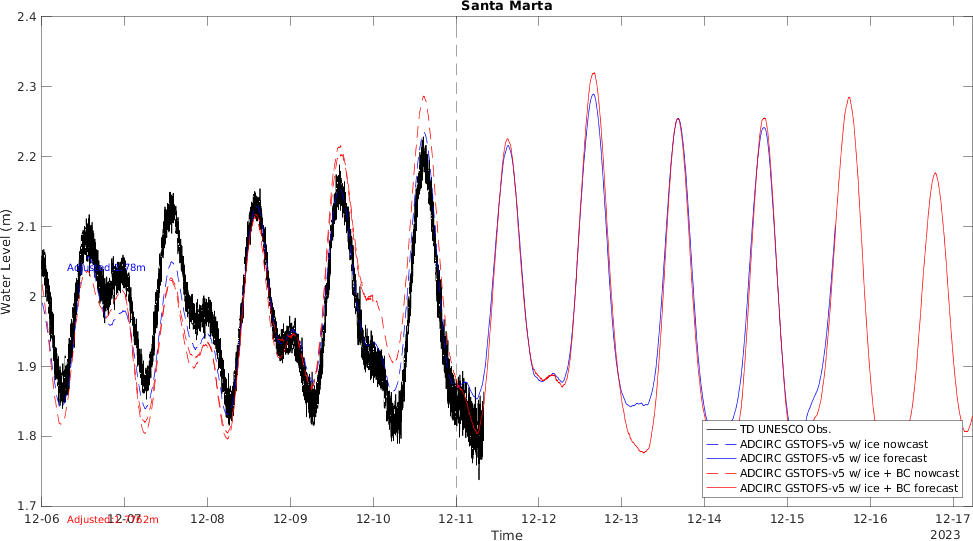 Santa Marta
2.4
2.3
2.2
2.1
2
1.9
1.8
1.7
Water Level (m)
TD UNESCO Obs.
ADCIRC GSTOFS-v5 w/ ice nowcast
ADCIRC GSTOFS-v5 w/ ice forecast
ADCIRC GSTOFS-v5 w/ ice + BC nowcast
ADCIRC GSTOFS-v5 w/ ice + BC forecast
12-06 12-07 12-08 12-09 12-10 12-11 12-12 12-13 12-14 12-15 12-16 12-17
Time
2023